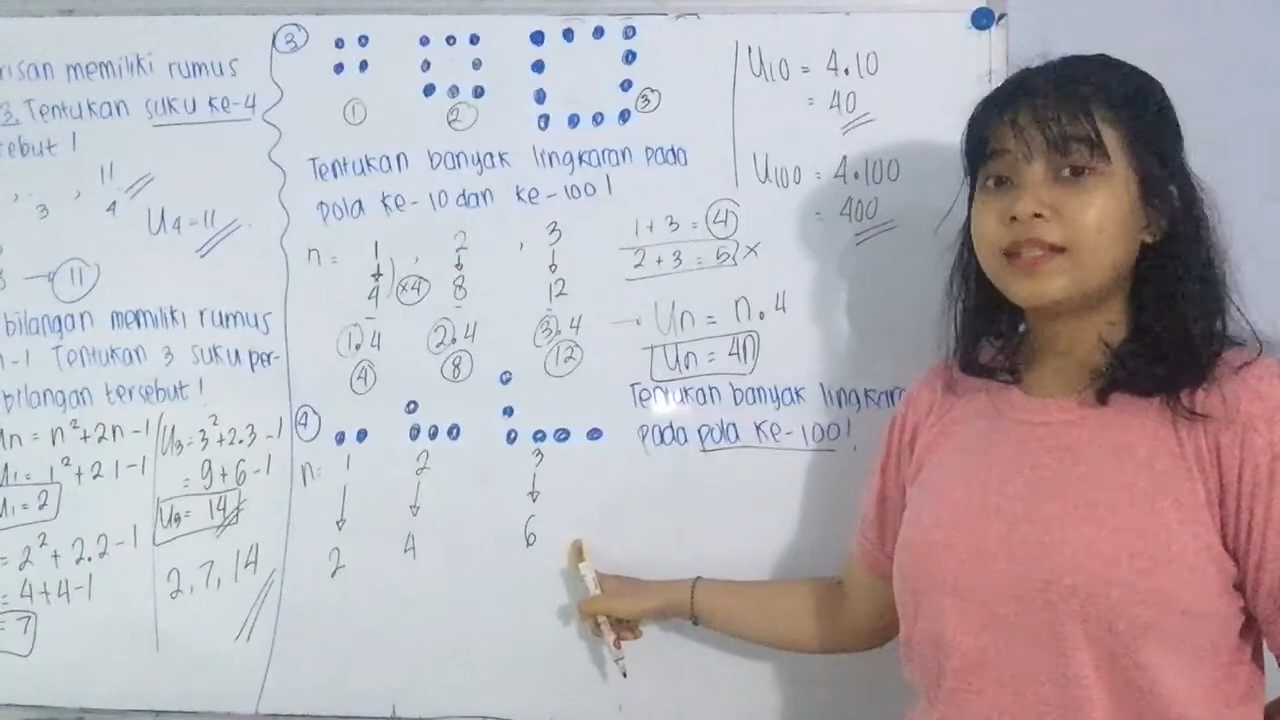 memiliki rumus
3. Tentukan suku ke-4
tersebut!
, , 11
3 4
U4 = 11
→ 11
bilangan memiliki rumus
n-1 Tentukan 3 suku per-
bilangan tersebut!
Un = n²+2n-1
U1 = 1²+2 1-1
U1 = 2
= 2²+2.2-1
= 4+4-1
= 7
U3 = 3²+2.3-1
= 9+6-1
U3 = 14
2, 7, 14
3
1 2 3
Tentukan banyak lingkaran pada
pola ke-10 dan ke-100!
n = 1 , 2 , 3
4 x4 8 12
1.4 2.4 3.4
4 8 12
1+3 = 4
2+3 = 5 x
→ Un = n.4
Un = 4n
U10 = 4.10
= 40
U100 = 4.100
= 400
4
n: 1 2 3
2 4 6
Tentukan banyak
pada pola ke-100!